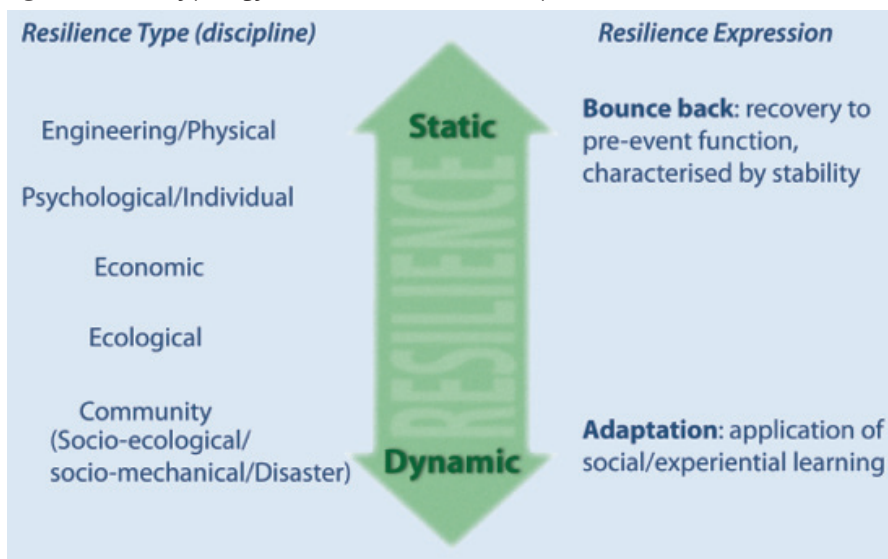 Resilience Type (discipline)
Resilience Expression
Engineering/Physical
Psychological/Individual
Economic
Ecological
Community
(Socio-ecological/
socio-mechanical/Disaster)
Static
RESILIENCE
Dynamic
Bounce back: recovery to
pre-event function,
characterised by stability
Adaptation: application of
social/experiential learning